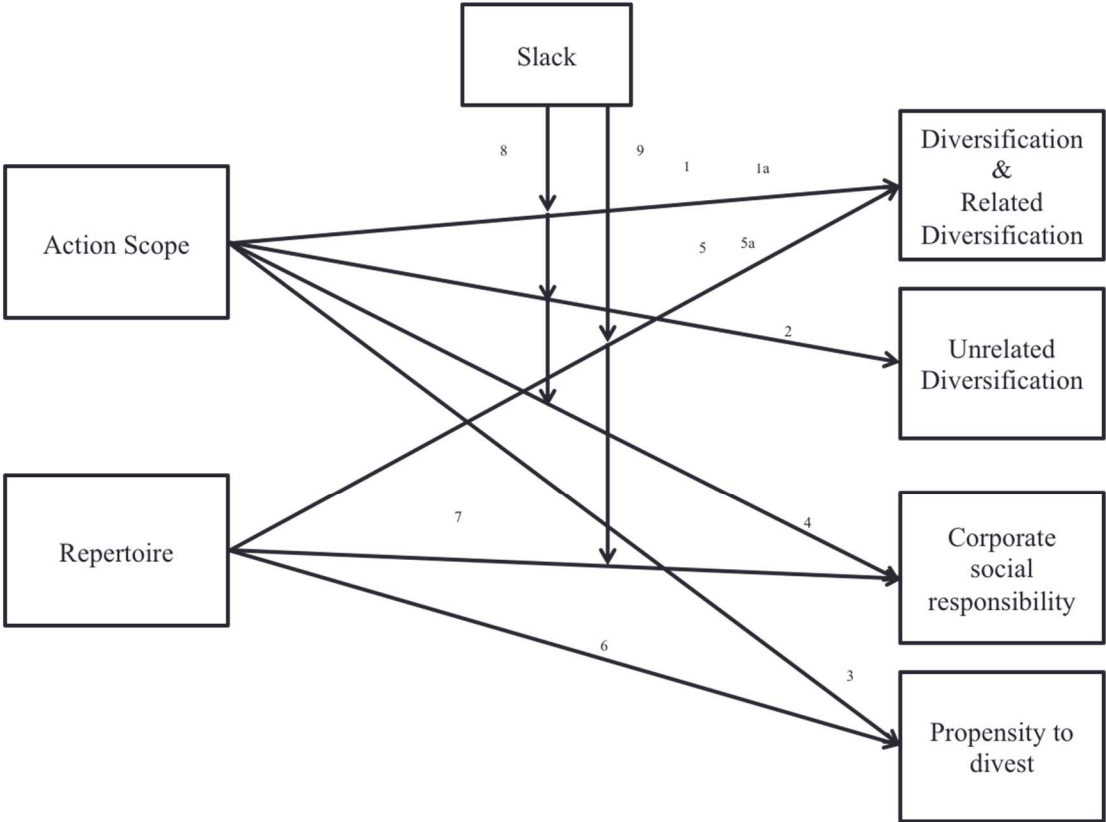 Slack
8
9
1
1a
Diversification
&
Related
Diversification
Action Scope
5
5a
2
Unrelated
Diversification
7
4
Repertoire
Corporate
social
responsibility
6
3
Propensity to
divest